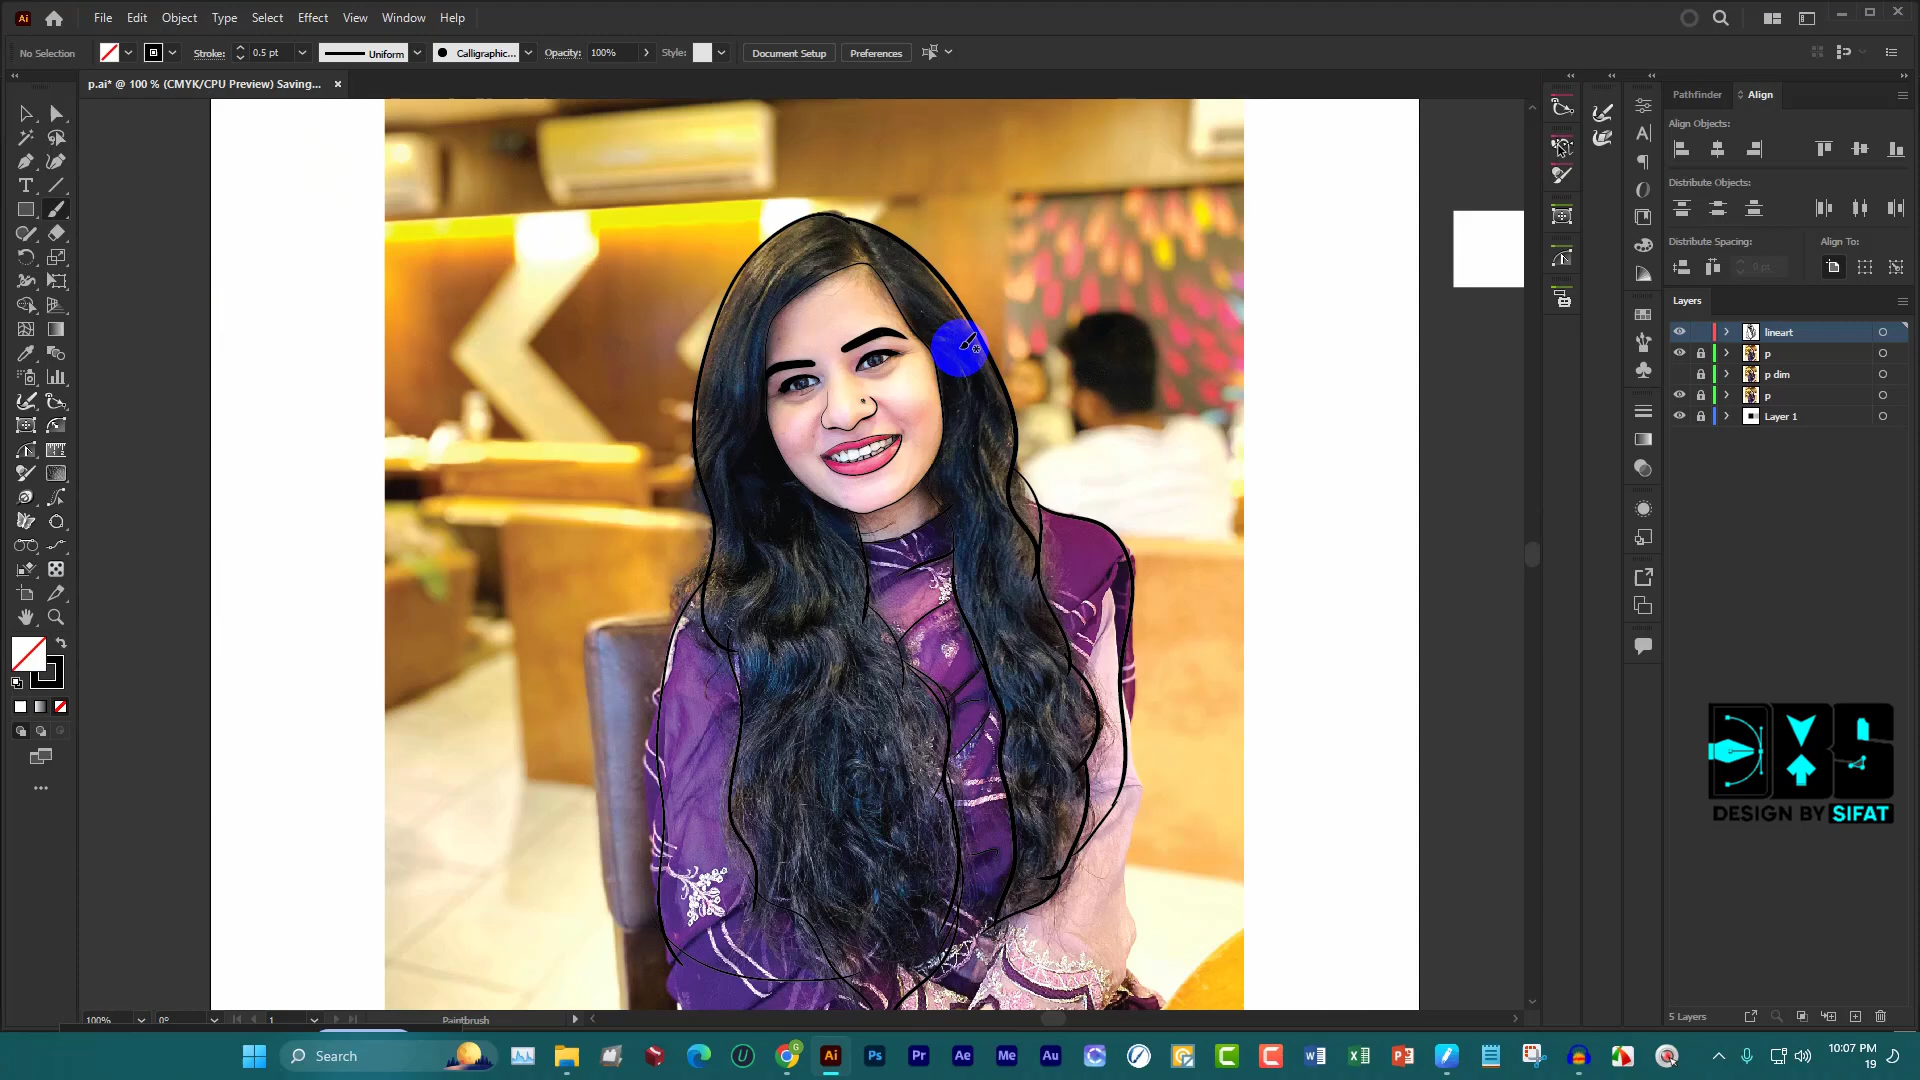 File Edit Object Type Select Effect View Window Help
No Selection Stroke: 0.5 pt Uniform Calligraphic... Opacity: 100% Style: Document Setup Preferences
p.ai* @ 100 % (CMYK/CPU Preview) Saving...
Pathfinder Align
Align Objects:
Distribute Objects:
Distribute Spacing: Align To:
0 pt
Layers
lineart
p
p dim
p
Layer 1
DESIGN BY SIFAT
5 Layers
100% 0° 1 Paintbrush
Search
10:07 PM
19